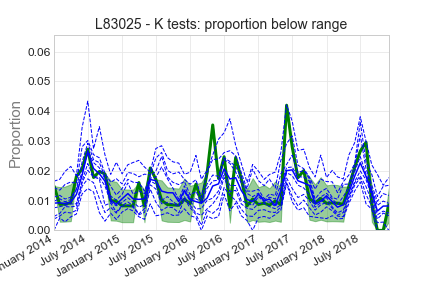 L83025 - K tests: proportion below range
Proportion
0.06
0.05
0.04
0.03
0.02
0.01
0.00
nuary 2014
July 2014
January 2015
July 2015
January 2016
July 2016
January 2017
July 2017
January 2018
July 2018